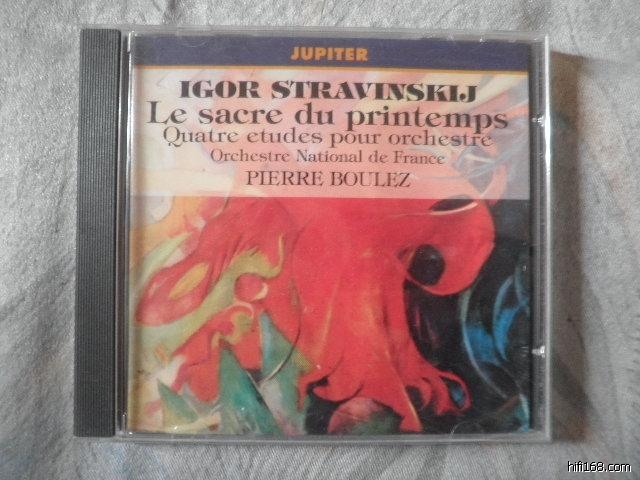 JUPITER
IGOR STRAVINSKIJ
Le sacre du printemps
Quatre etudes pour orchestre
Orchestre National de France
PIERRE BOULEZ
hifi168.com